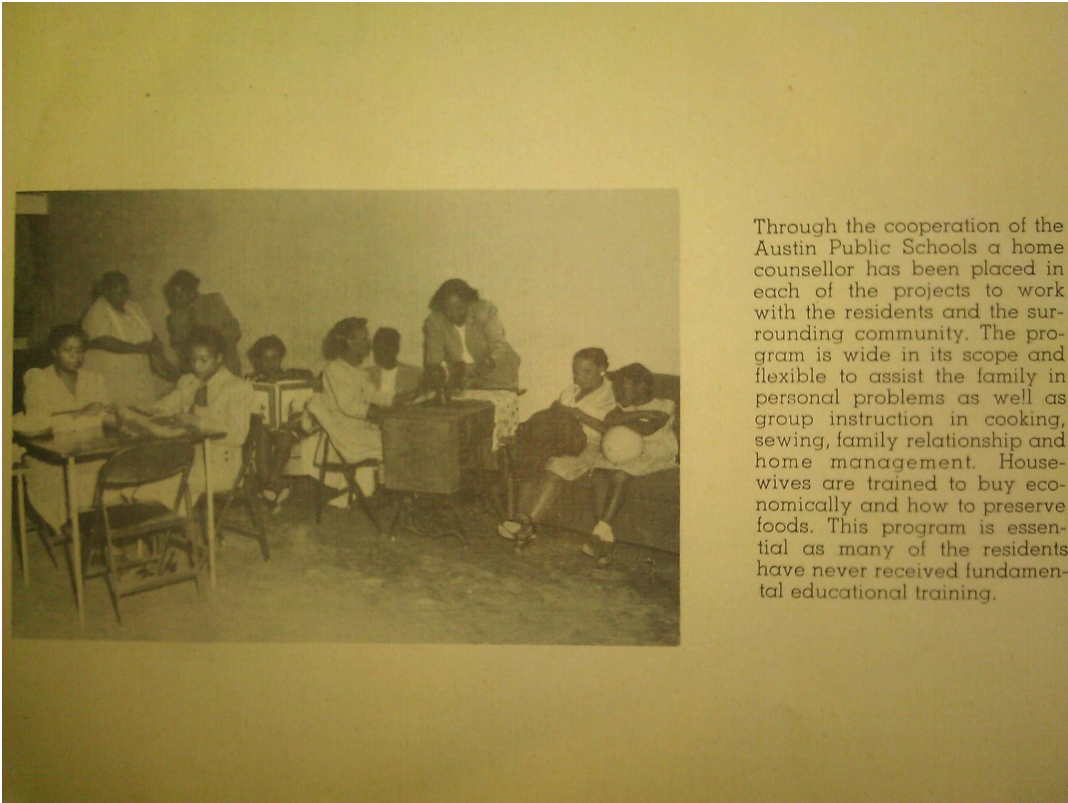 Through the cooperation of the
Austin Public Schools a home
counsellor has been placed in
each of the projects to work
with the residents and the sur-
rounding community. The pro-
gram is wide in its scope and
flexible to assist the family in
personal problems as well as
group instruction in cooking,
sewing, family relationship and
home management. House-
wives are trained to buy eco-
nomically and how to preserve
foods. This program is essen-
tial as many of the residents
have never received fundamen-
tal educational training.